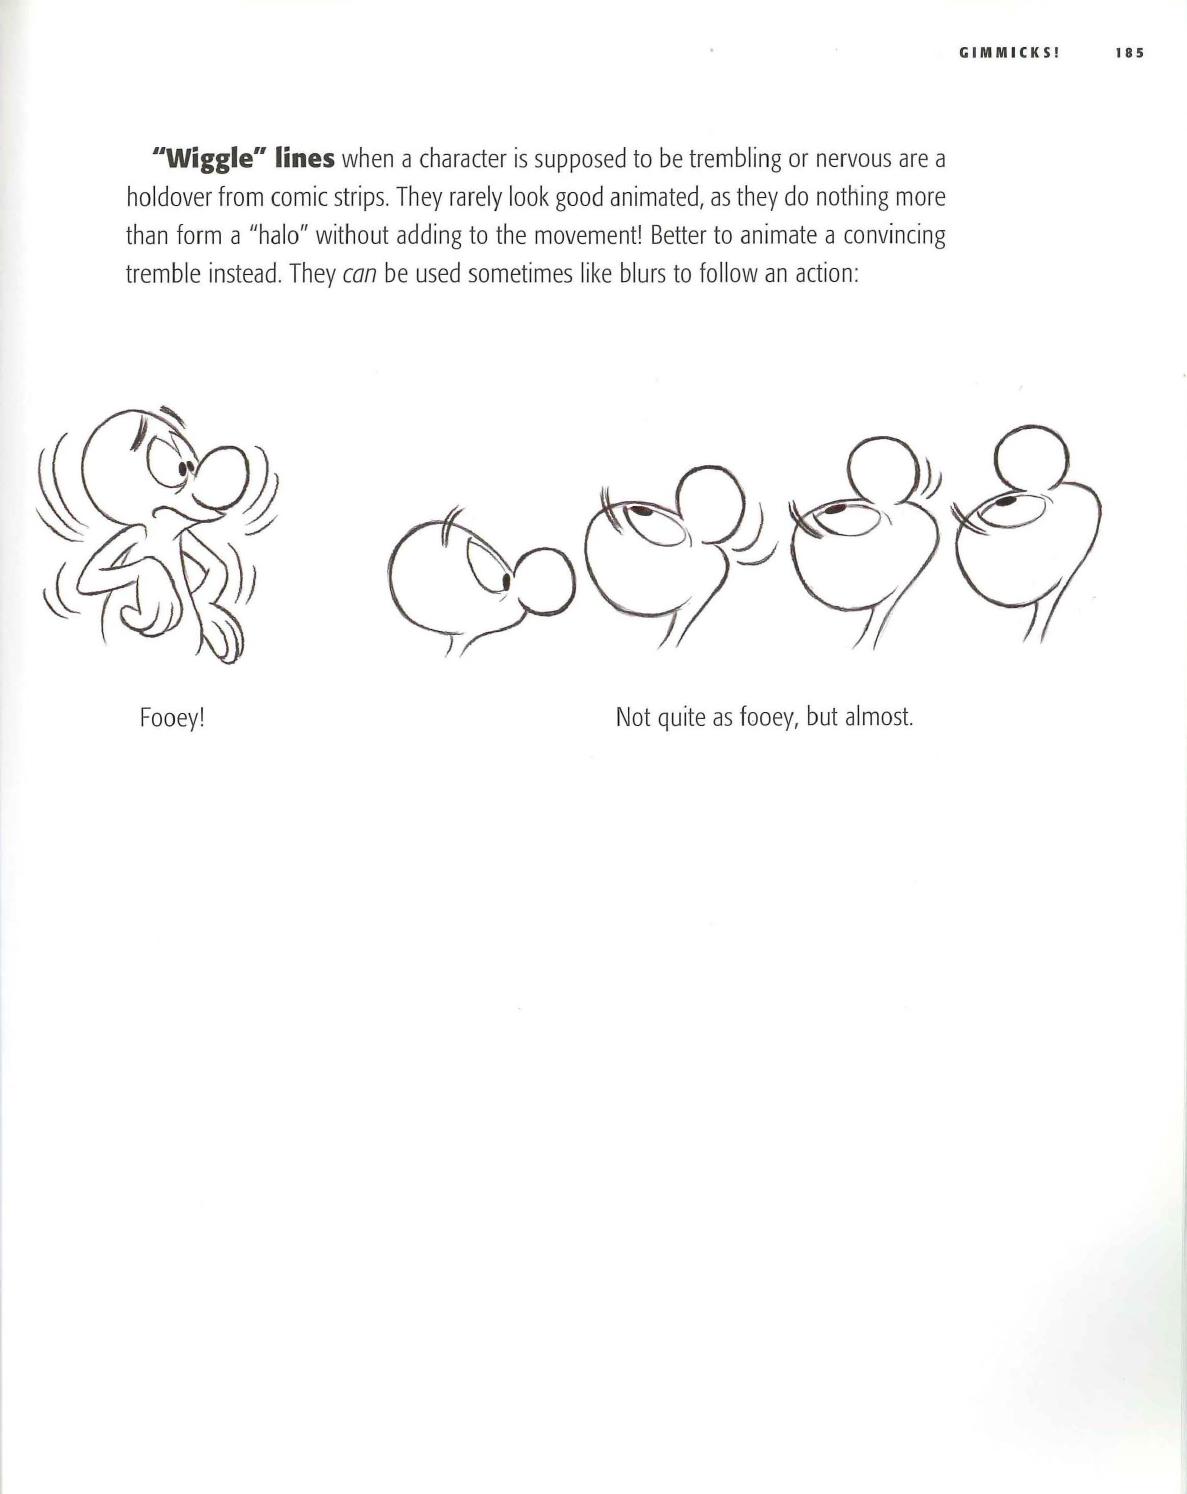 GIMMICKS! 185
“Wiggle” lines when a character is supposed to be trembling or nervous are a
holdover from comic strips. They rarely look good animated, as they do nothing more
than form a “halo” without adding to the movement! Better to animate a convincing
tremble instead. They can be used sometimes like blurs to follow an action:
Fooey!
Not quite as fooey, but almost.